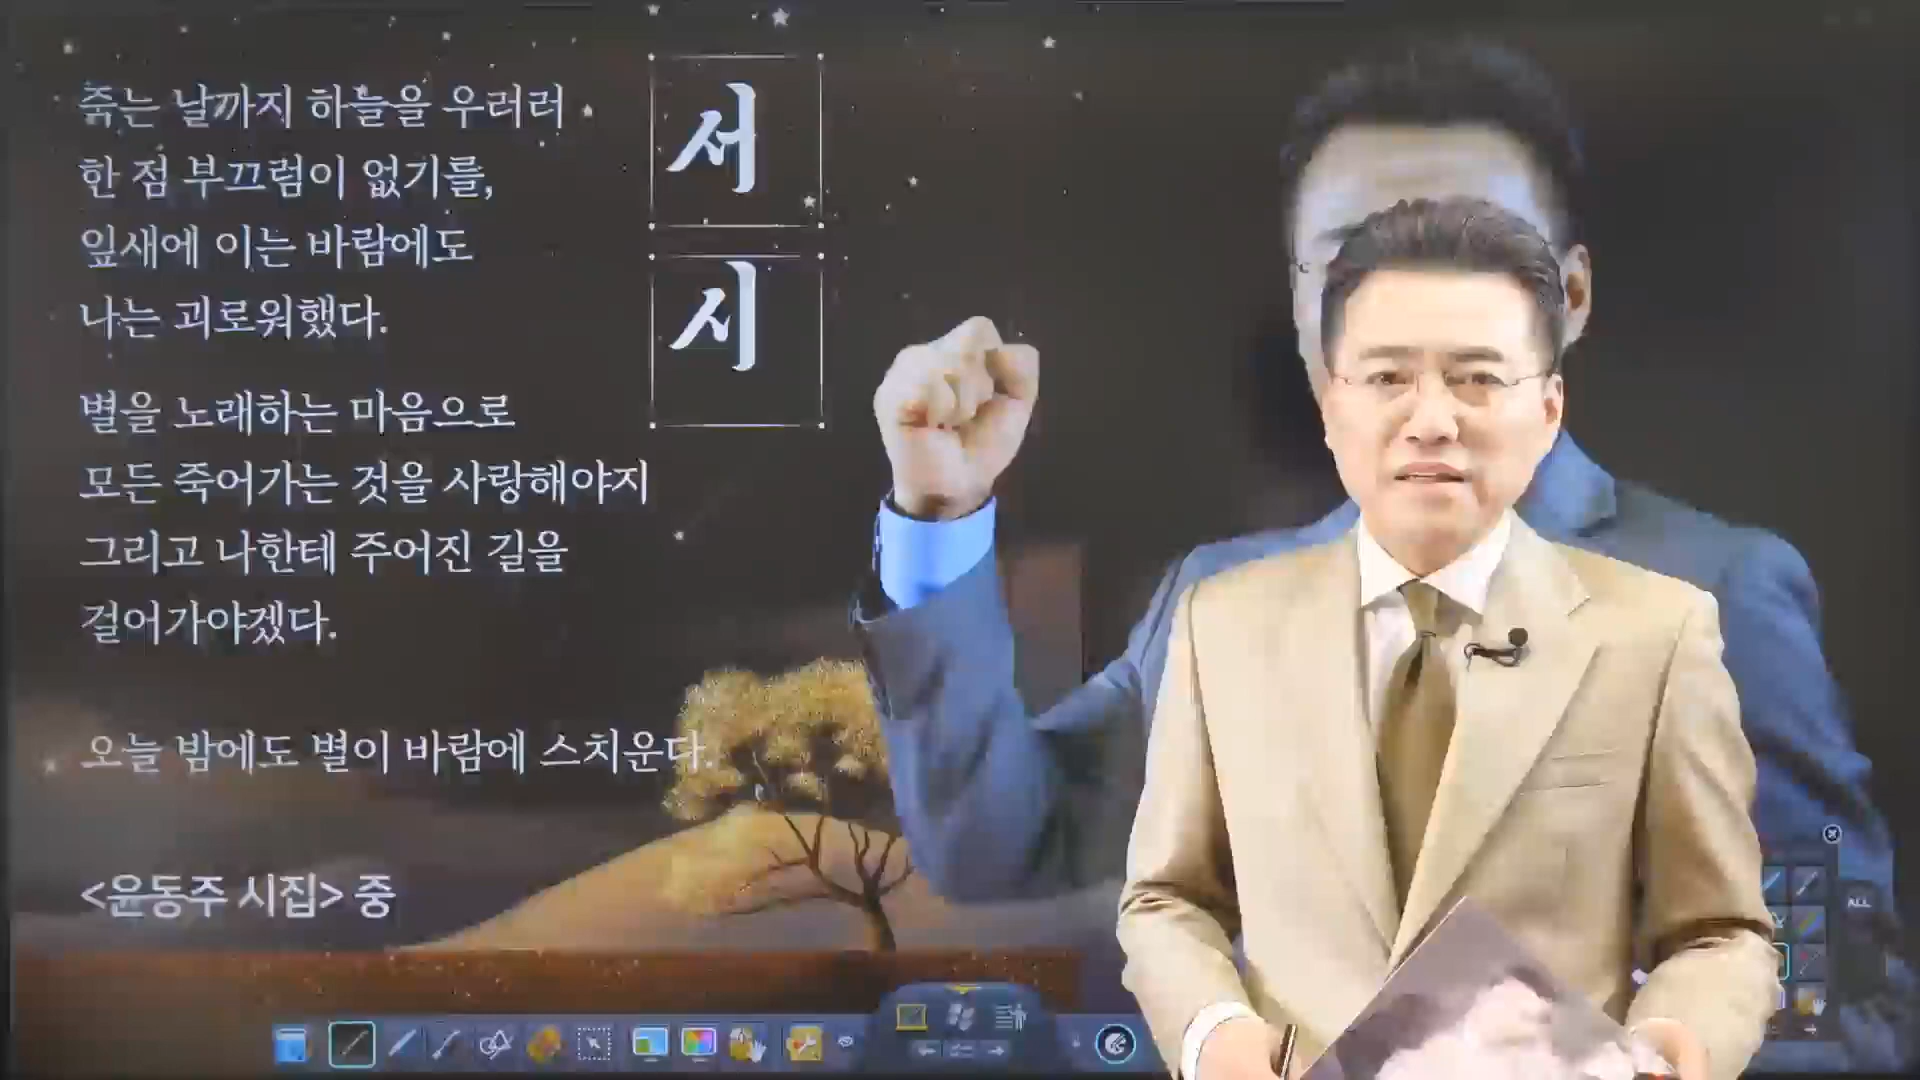 죽는 날까지 하늘을 우러러
한 점 부끄럼이 없기를,
잎새에 이는 바람에도
나는 괴로워했다.
별을 노래하는 마음으로
모든 죽어가는 것을 사랑해야지
그리고 나한테 주어진 길을
걸어가야겠다.
오늘 밤에도 별이 바람에 스치운다.
<윤동주 시집> 중
서
시
ALL